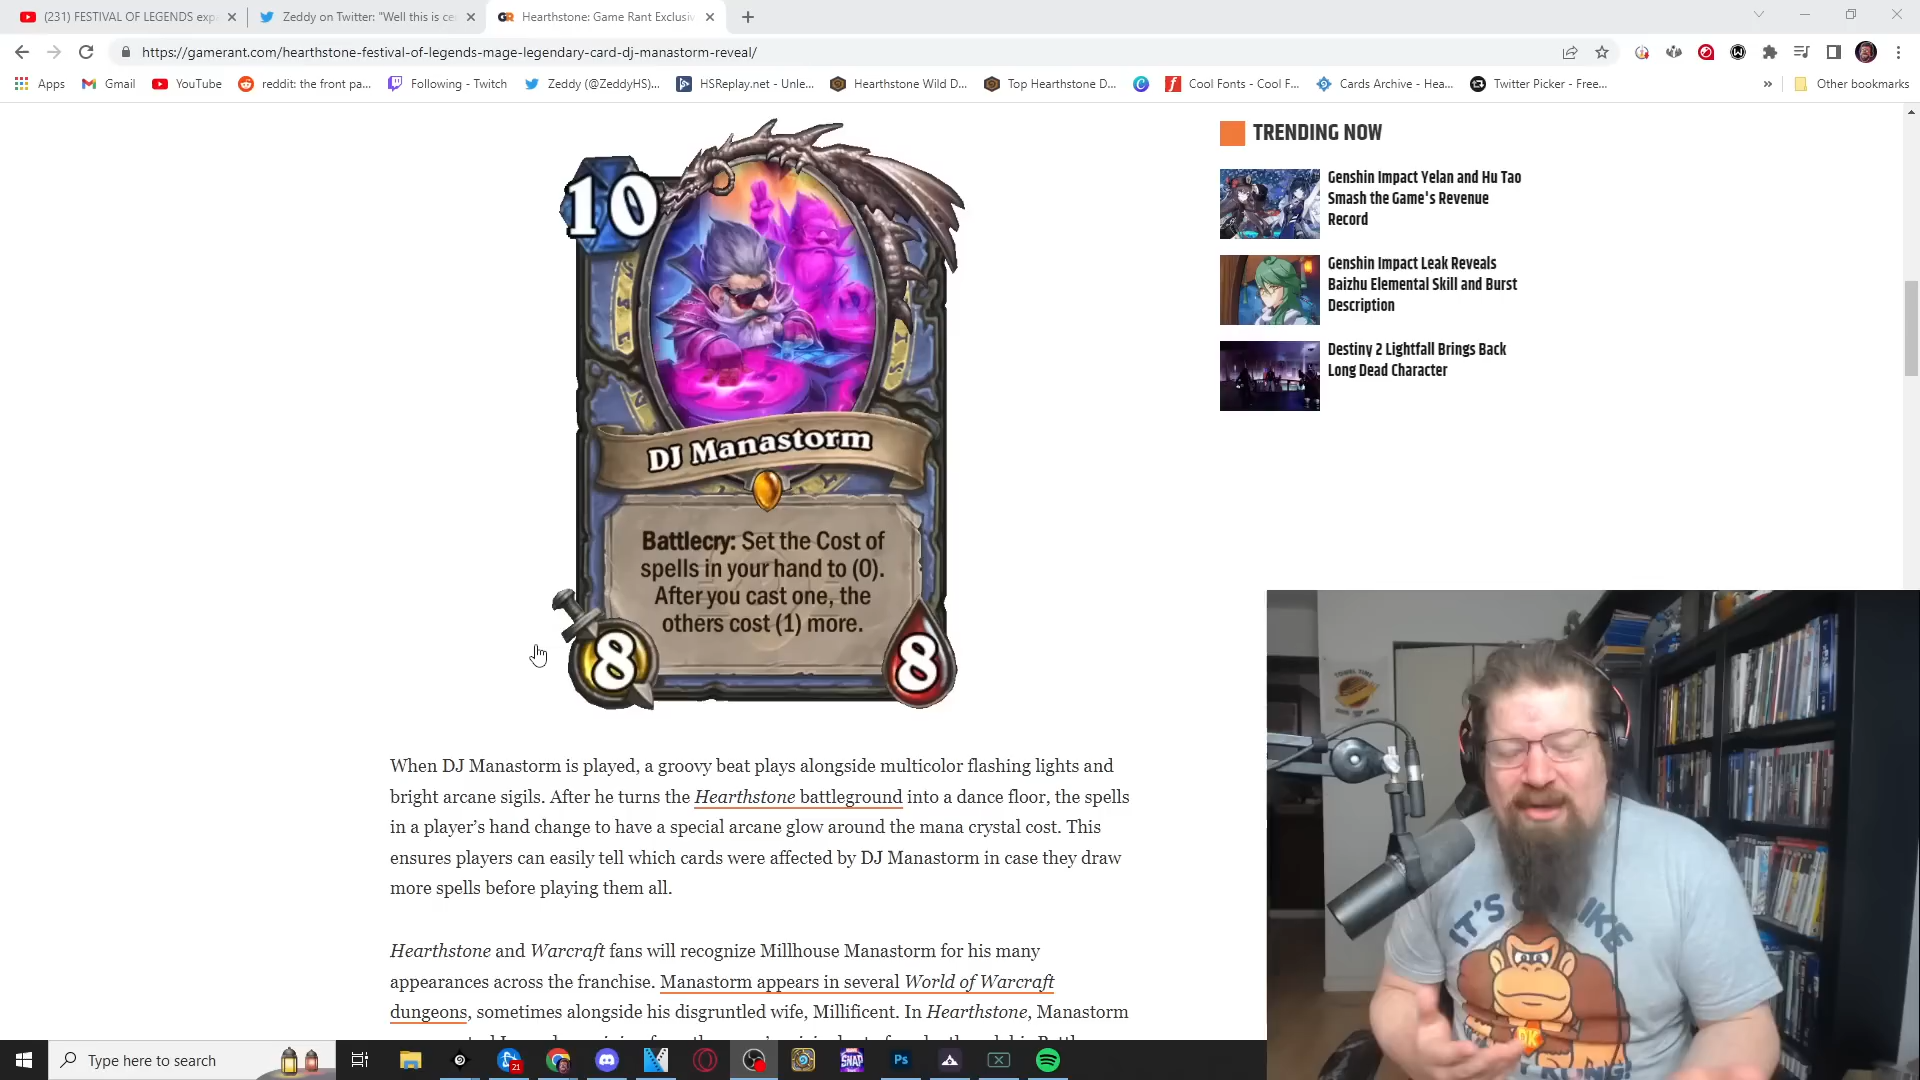 (231) FESTIVAL OF LEGENDS exp
Zeddy on Twitter: "Well this is ce
Hearthstone: Game Rant Exclusiv
https://gamerant.com/hearthstone-festival-of-legends-mage-legendary-card-dj-manastorm-reveal/
Apps
Gmail
YouTube
reddit: the front pa...
Following - Twitch
Zeddy (@ZeddyHS)...
HSReplay.net - Unle...
Hearthstone Wild D...
Top Hearthstone D...
Cool Fonts - Cool F...
Cards Archive - Hea...
Twitter Picker - Free...
»
Other bookmarks
10
DJ Manastorm
Battlecry: Set the Cost of
spells in your hand to (0).
After you cast one, the
others cost (1) more.
8
8
TRENDING NOW
Genshin Impact Yelan and Hu Tao
Smash the Game's Revenue
Record
Genshin Impact Leak Reveals
Baizhu Elemental Skill and Burst
Description
Destiny 2 Lightfall Brings Back
Long Dead Character
When DJ Manastorm is played, a groovy beat plays alongside multicolor flashing lights and
bright arcane sigils. After he turns the Hearthstone battleground into a dance floor, the spells
in a player's hand change to have a special arcane glow around the mana crystal cost. This
ensures players can easily tell which cards were affected by DJ Manastorm in case they draw
more spells before playing them all.
Hearthstone and Warcraft fans will recognize Millhouse Manastorm for his many
appearances across the franchise. Manastorm appears in several World of Warcraft
dungeons, sometimes alongside his disgruntled wife, Millificent. In Hearthstone, Manastorm
IT'S
LIKE
DK
Type here to search
21
SNAP
Ps